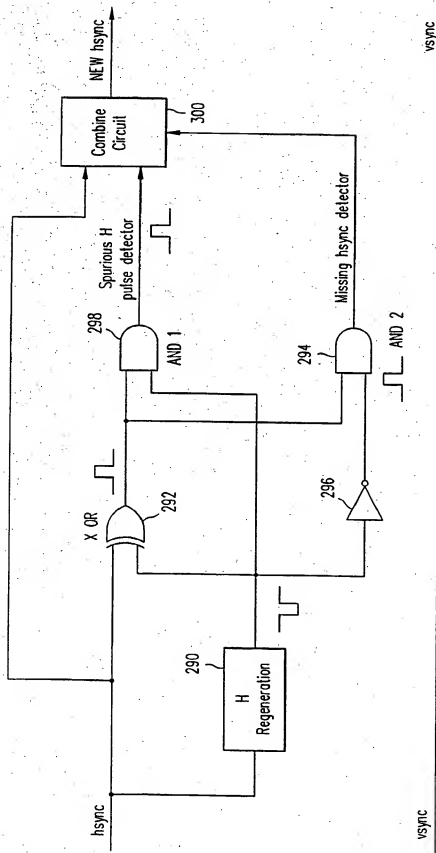 hsync
X OR
292
290
H
Regeneration
296
298
AND 1
294
AND 2
Spurious H
pulse detector
Missing hsync detector
Combine
Circuit
300
NEW hsync
vsync
vsync